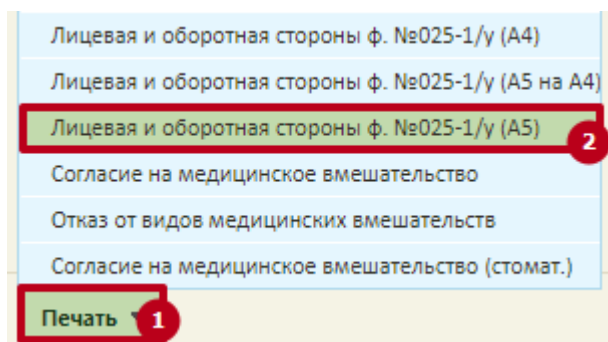 Лицевая и оборотная стороны ф. №025-1/у (А4)
Лицевая и оборотная стороны ф. №025-1/у (А5 на А4)
Лицевая и оборотная стороны ф. №025-1/у (А5)
2
Согласие на медицинское вмешательство
Отказ от видов медицинских вмешательств
Согласие на медицинское вмешательство (стомат.)
Печать 1